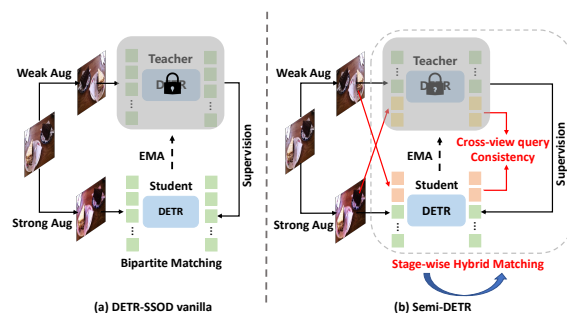 Teacher
Weak Aug
DETR
EMA
Supervision
Student
DETR
Strong Aug
Bipartite Matching
(a) DETR-SSOD vanilla
Teacher
Weak Aug
Cross-view query
Consistency
EMA
Supervision
Student
DETR
Strong Aug
Stage-wise Hybrid Matching
(b) Semi-DETR